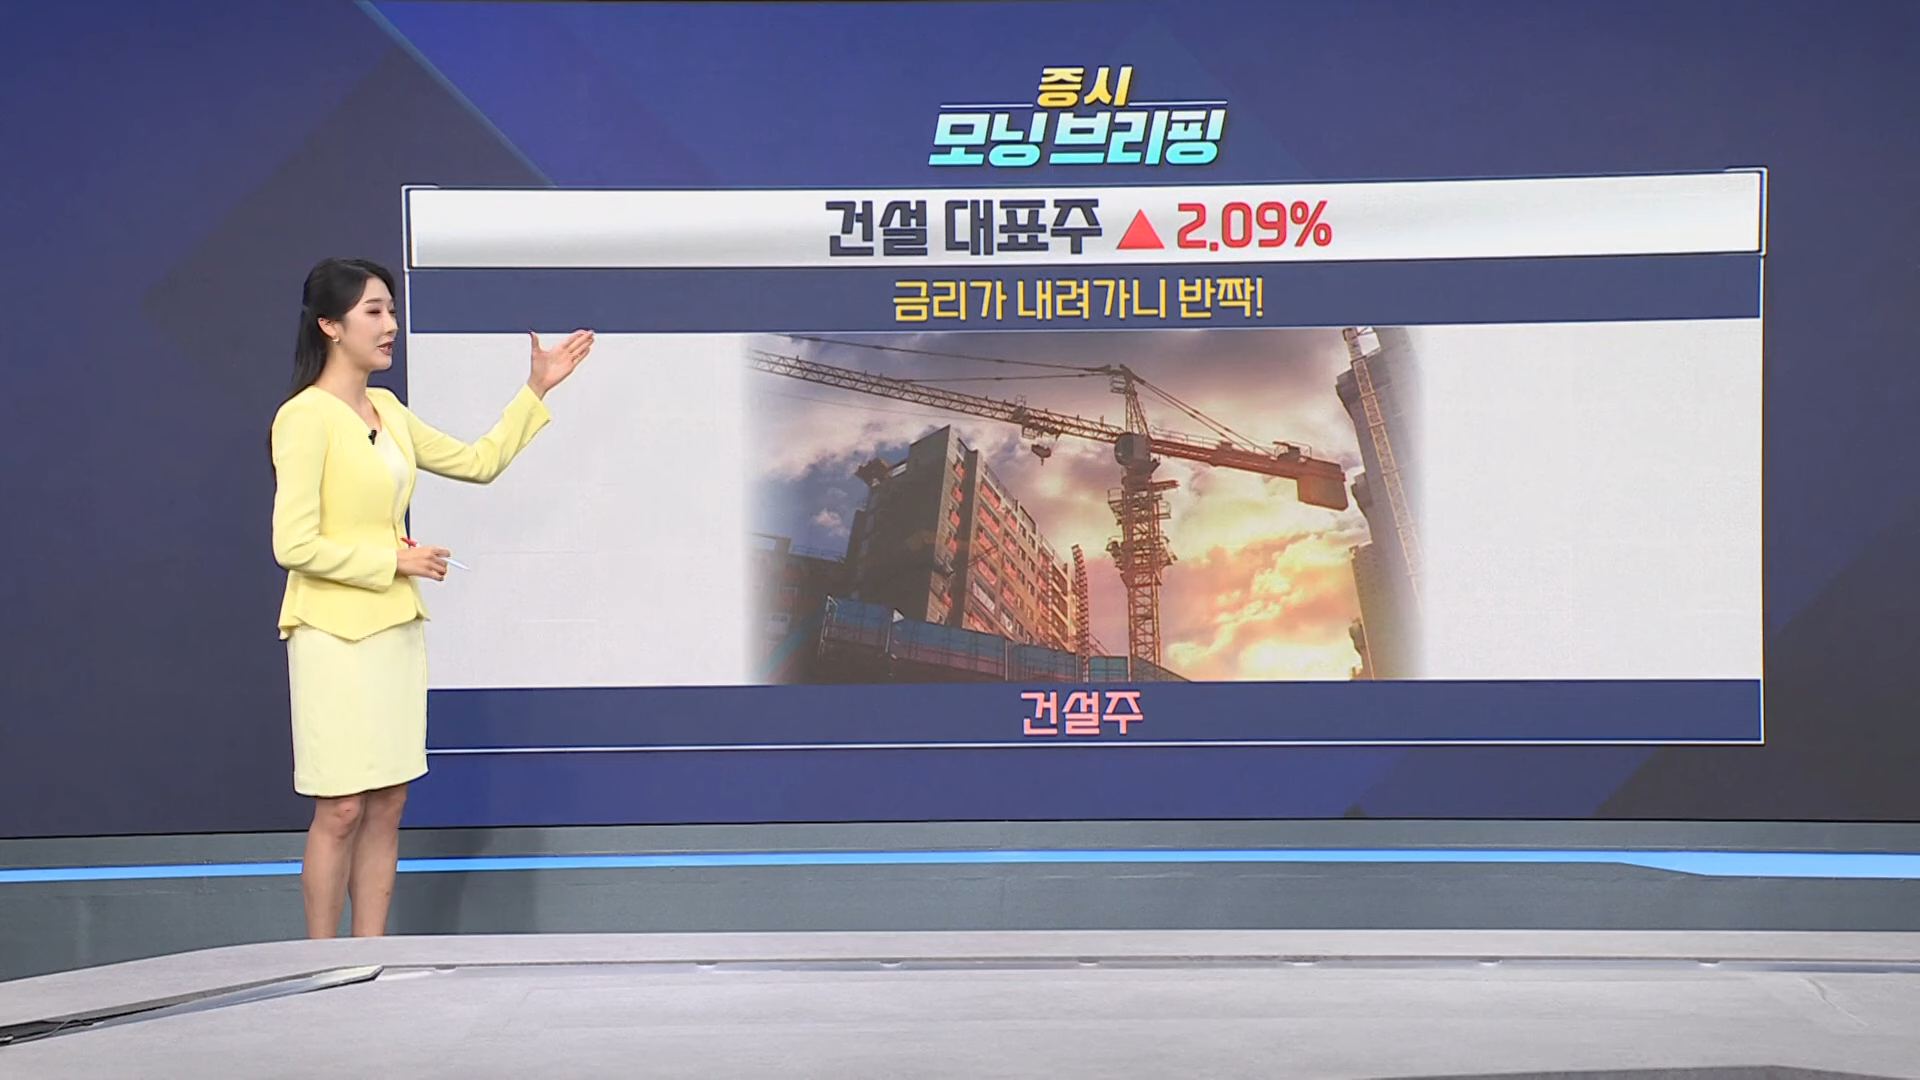 증시
모닝 브리핑
건설 대표주 ▲ 2.09%
금리가 내려가니 반짝!
건설주